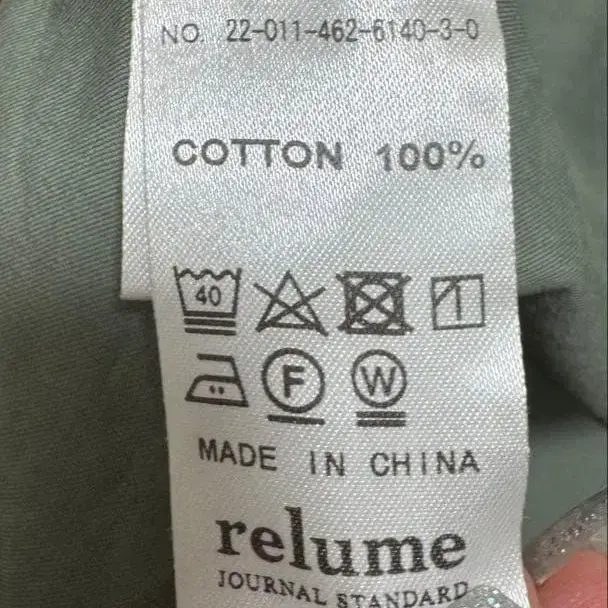 NO. 22-011-462-6140-3-0
COTTON 100%
40
F W
MADE IN CHINA
relume
JOURNAL STANDARD